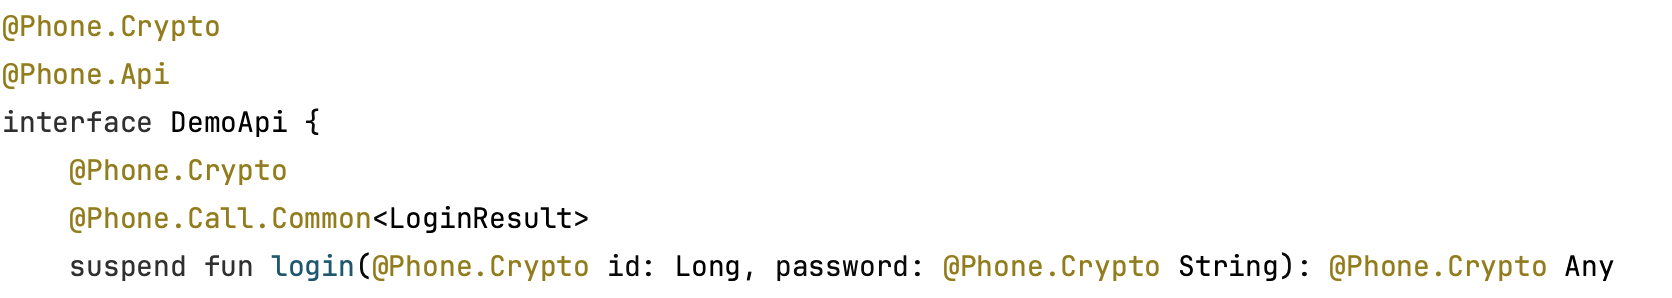 @Phone.Crypto
@Phone.Api
interface DemoApi {
    @Phone.Crypto
    @Phone.Call.Common<LoginResult>
    suspend fun login(@Phone.Crypto id: Long, password: @Phone.Crypto String): @Phone.Crypto Any